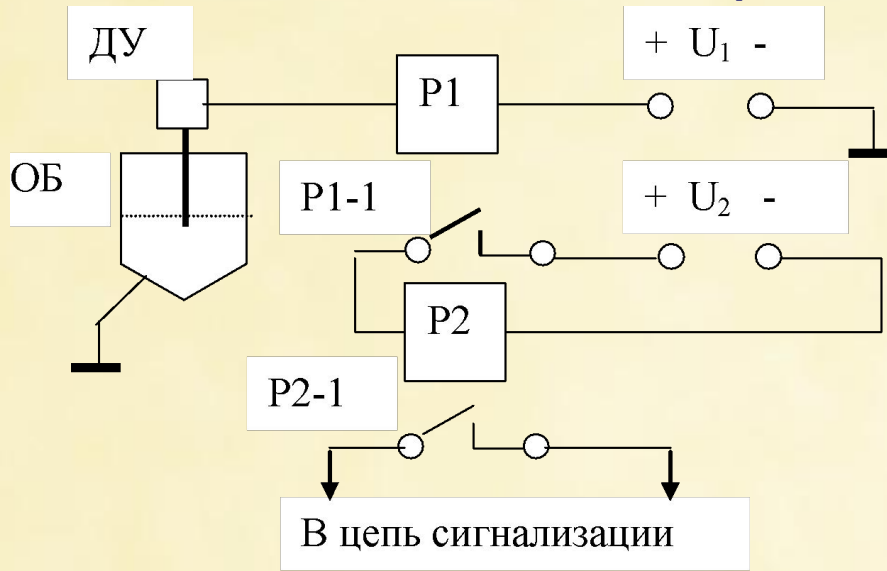 ДУ
+ U₁ -
Р1
ОБ
Р1-1
+ U₂ -
Р2
Р2-1
В цепь сигнализации